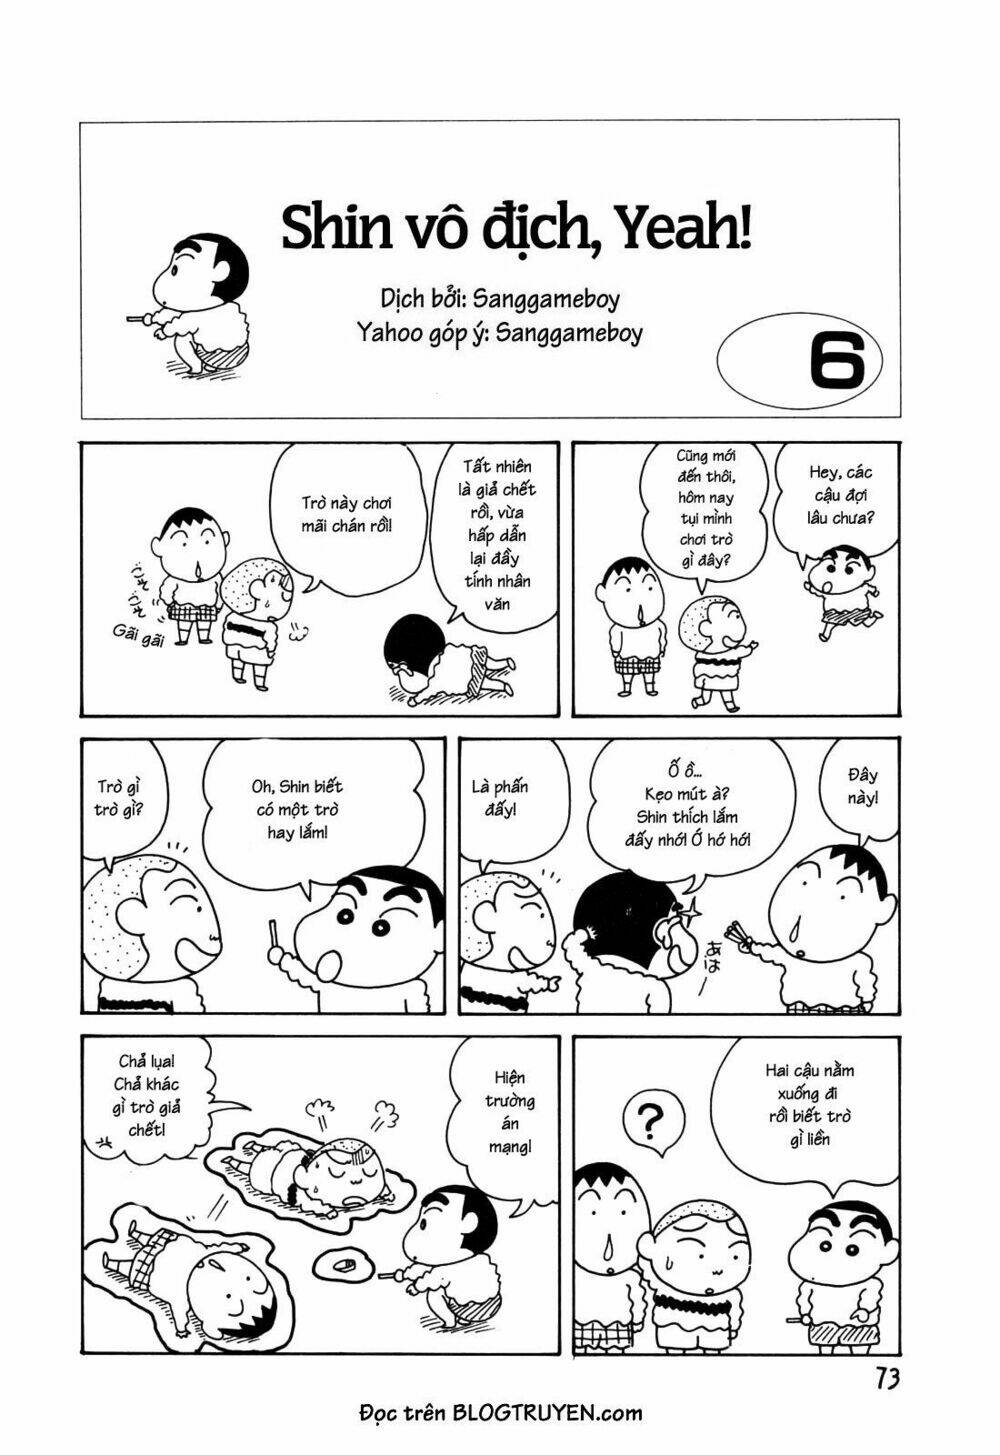 Shin vô địch, Yeah!
Dịch bởi: Sanggameboy
Yahoo góp ý: Sanggameboy
6
Hey, các
cậu đợi
lâu chưa?
Cũng mới
đến thôi,
hôm nay
tụi mình
chơi trò
gì đây?
Tất nhiên
là giả chết
rồi, vừa
hấp dẫn
lại đầy
tính nhân
văn
Trò này chơi
mãi chán rồi!
Gãi gãi
Đây
này!
Ố ồ...
Kẹo mút à?
Shin thích lắm
đấy nhớ! Ớ hớ hớ!
Là phấn
đấy!
あはー
Oh, Shin biết
có một trò
hay lắm!
Trò gì
trò gì?
Hai cậu nằm
xuống đi
rồi biết trò
gì liền
?
Hiện
trường
án
mạng!
Chả lụa!
Chả khác
gì trò giả
chết!
73
Đọc trên BLOGTRUYEN.com